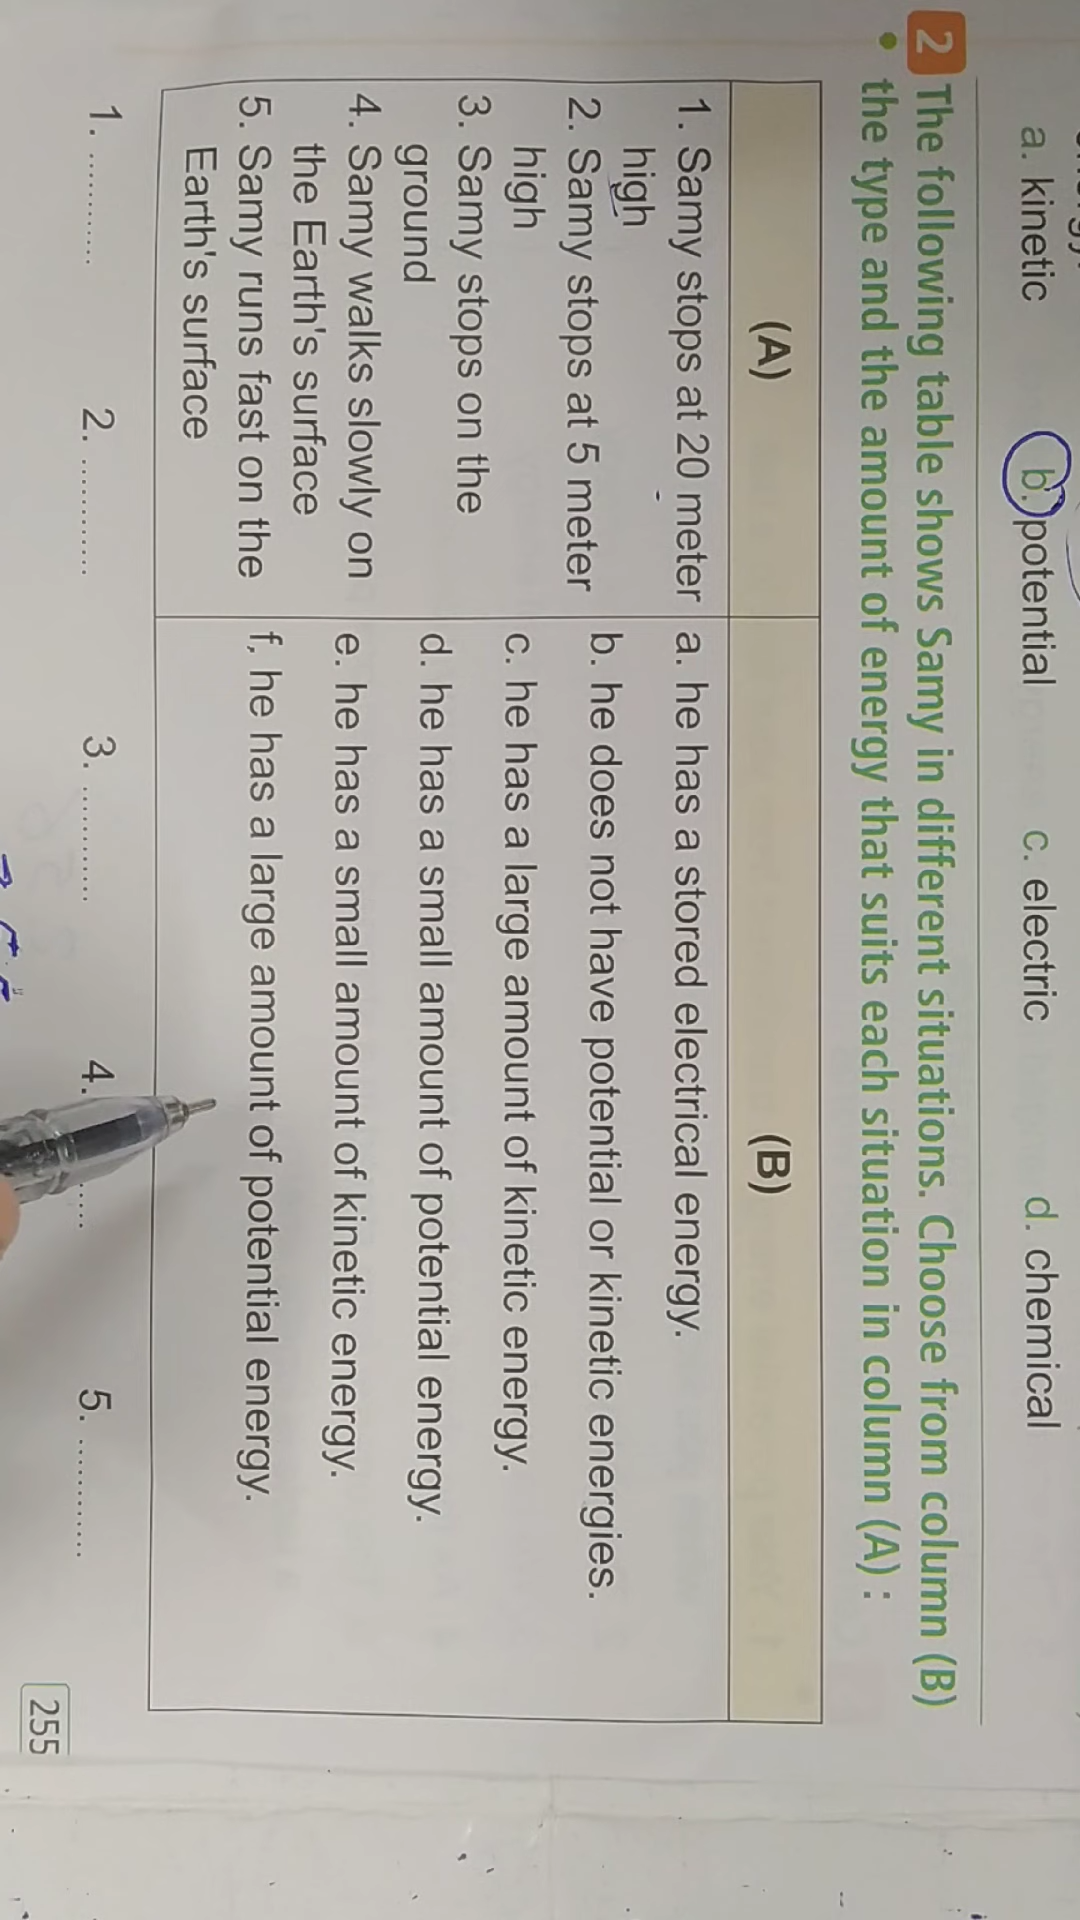 a. kinetic b. potential c. electric d. chemical
2 The following table shows Samy in different situations. Choose from column (B)
the type and the amount of energy that suits each situation in column (A) :
(A) (B)
1. Samy stops at 20 meter
high
2. Samy stops at 5 meter
high
3. Samy stops on the
ground
4. Samy walks slowly on
the Earth's surface
5. Samy runs fast on the
Earth's surface
a. he has a stored electrical energy.
b. he does not have potential or kinetic energies.
c. he has a large amount of kinetic energy.
d. he has a small amount of potential energy.
e. he has a small amount of kinetic energy.
f. he has a large amount of potential energy.
1. ............ 2. ............ 3. ............ 4. ..... 5. ............
255